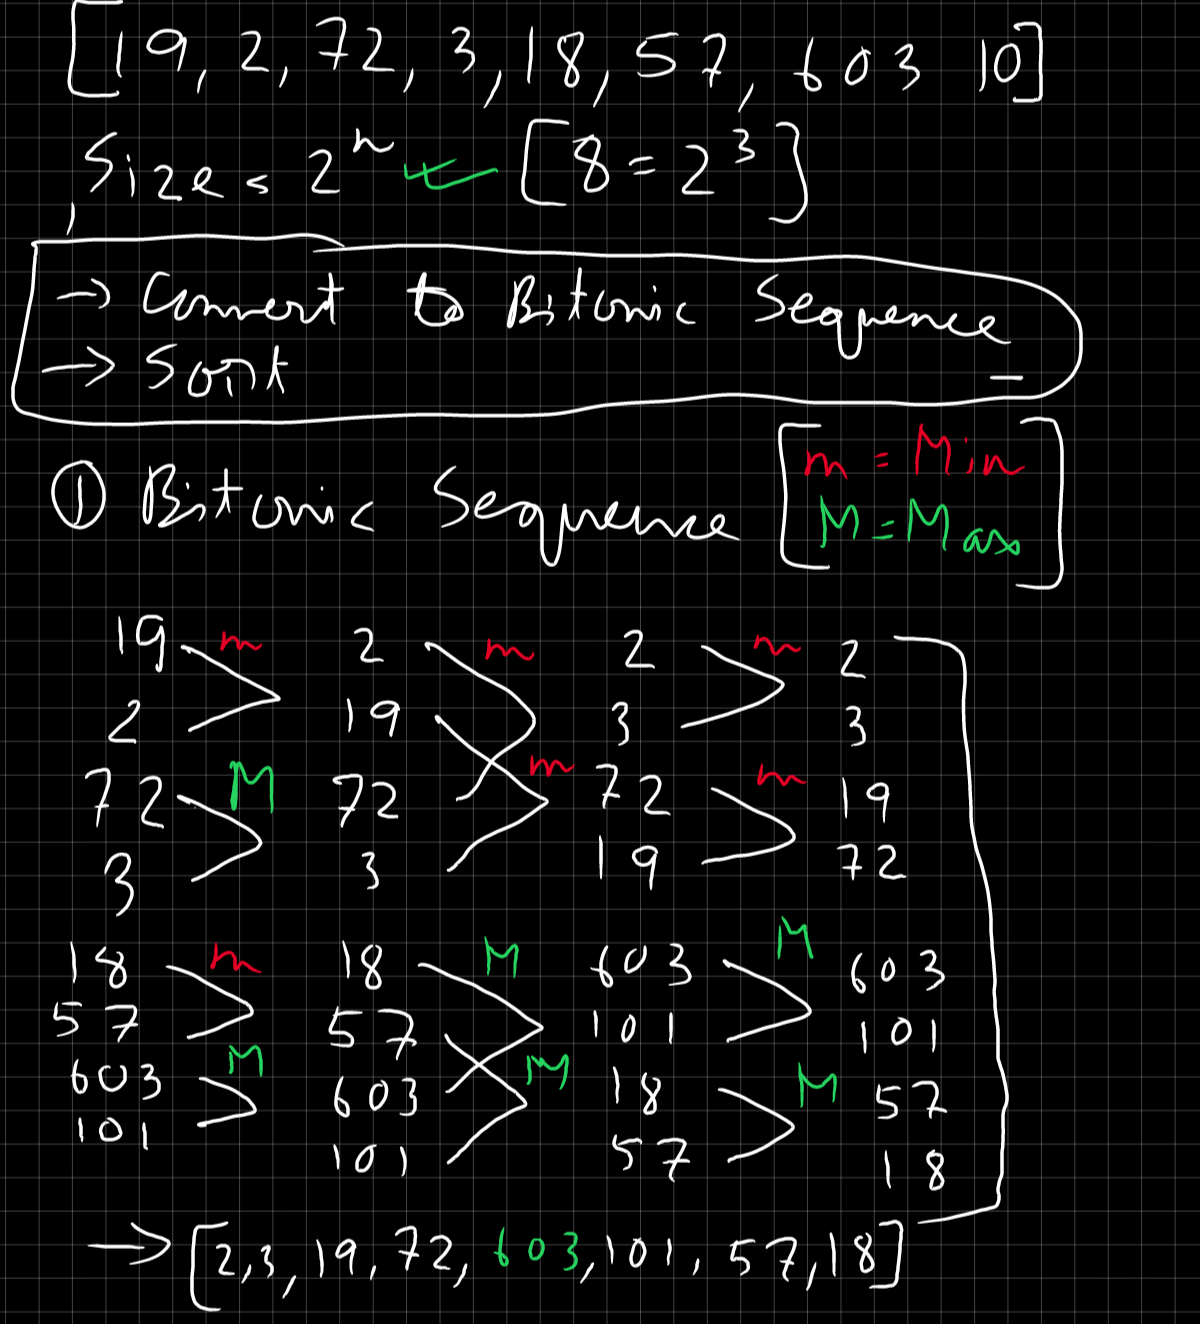 [19, 2, 72, 3, 18, 57, 603 10]
Size = 2ⁿ [8 = 2³]
→ Convert to Bitonic Sequence
→ Sort
① Bitonic Sequence [m = Min
M = Max]
19 m 2 m 2 m 2
2 19 3 3
72 M 72 m 72 m 19
3 3 19 72
18 m 18 M 603 M 603
57 57 101 101
603 M 603 M 18 M 57
101 101 57 18
→ [2,3, 19, 72, 603, 101, 57, 18]